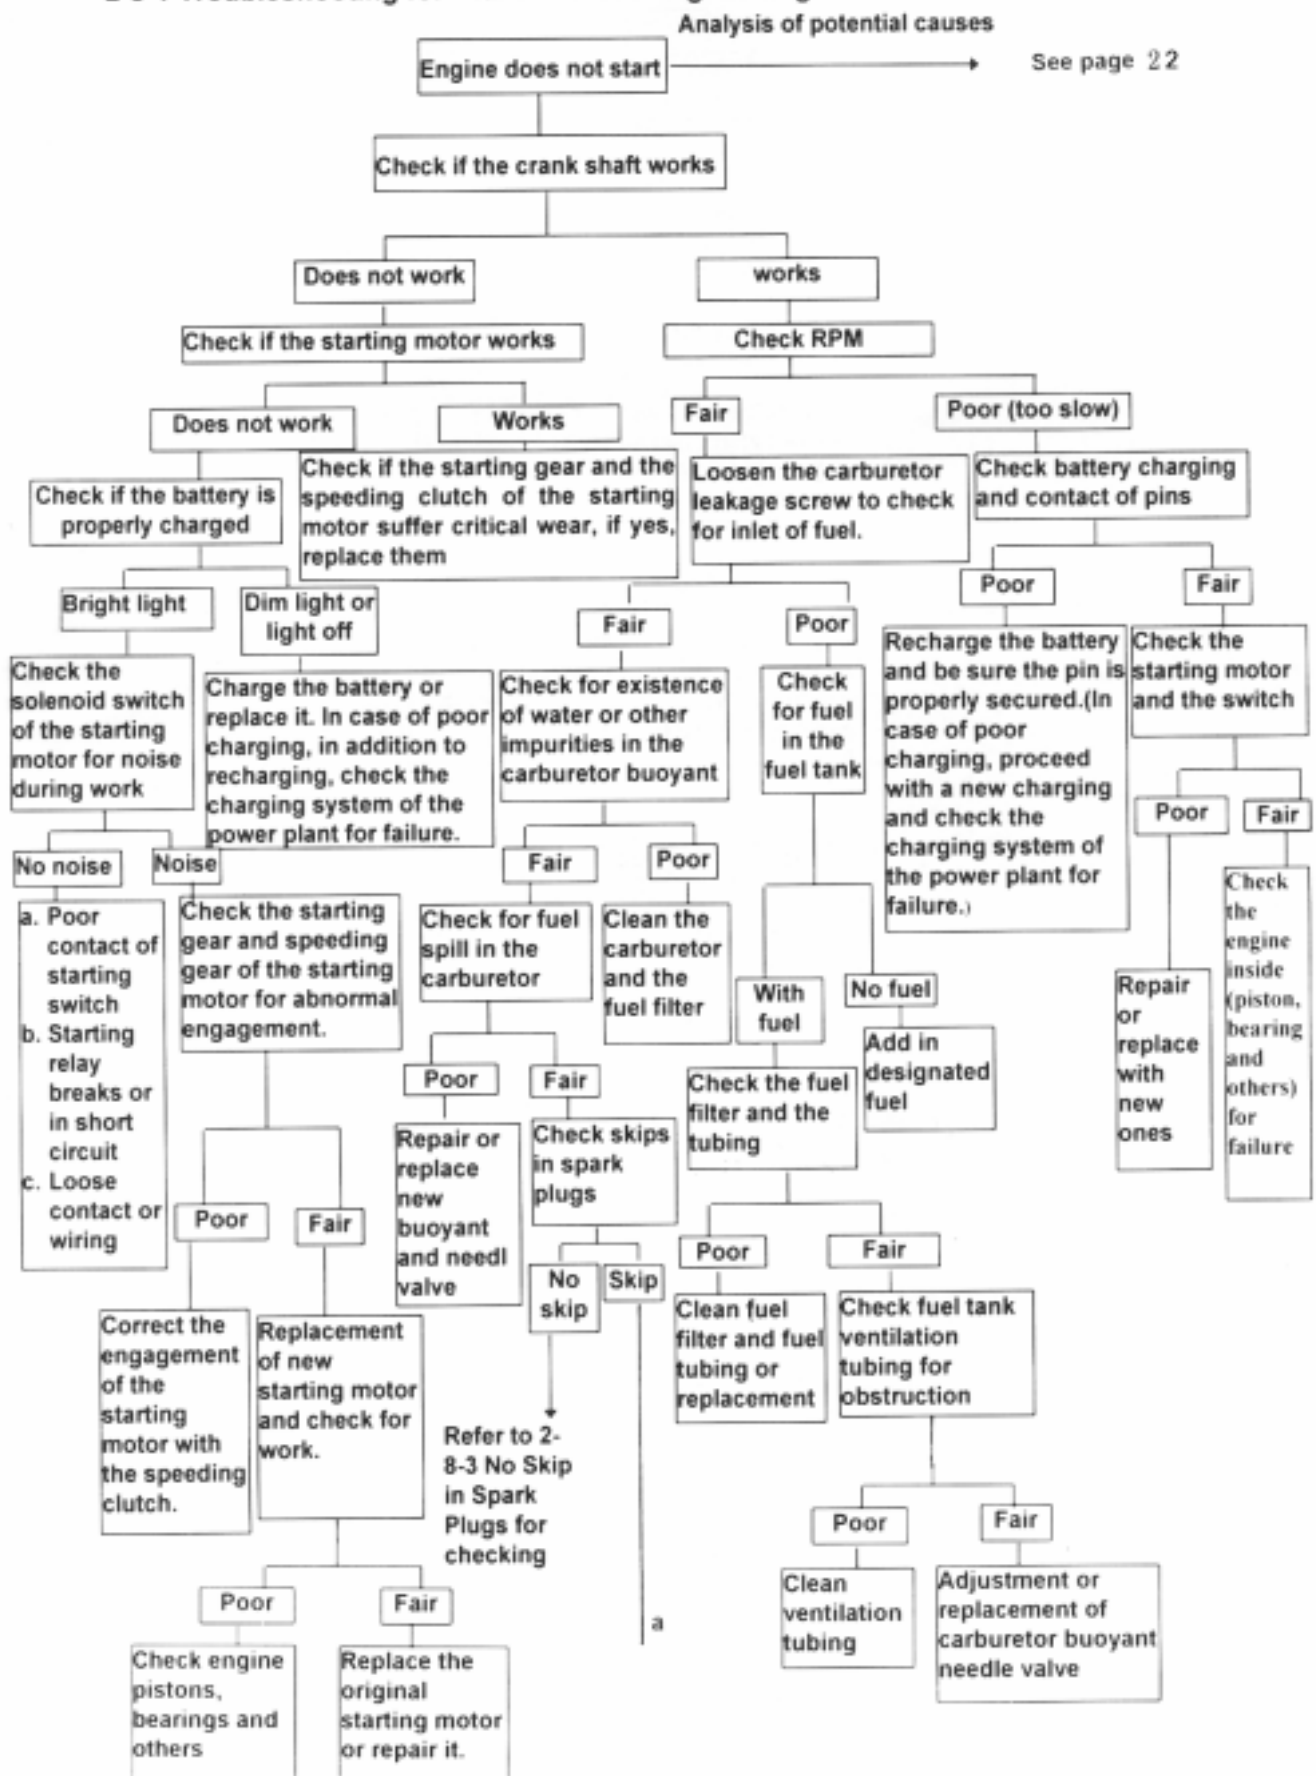 Analysis of potential causes
Engine does not start
See page 22
Check if the crank shaft works
Does not work
works
Check if the starting motor works
Check RPM
Does not work
Works
Fair
Poor (too slow)
Check if the battery is
properly charged
Check if the starting gear and the
speeding clutch of the starting
motor suffer critical wear, if yes,
replace them
Loosen the carburetor
leakage screw to check
for inlet of fuel.
Check battery charging
and contact of pins
Bright light
Dim light or
light off
Fair
Poor
Poor
Fair
Check the
solenoid switch
of the starting
motor for noise
during work
Charge the battery or
replace it. In case of poor
charging, in addition to
recharging, check the
charging system of the
power plant for failure.
Check for existence
of water or other
impurities in the
carburetor buoyant
Check
for fuel
in the
fuel tank
Recharge the battery
and be sure the pin is
properly secured.(In
case of poor
charging, proceed
with a new charging
and check the
charging system of
the power plant for
failure.)
Check the
starting motor
and the switch
No noise
Noise
Fair
Poor
Poor
Fair
a. Poor
contact of
starting
switch
b. Starting
relay
breaks or
in short
circuit
c. Loose
contact or
wiring
Check the starting
gear and speeding
gear of the starting
motor for abnormal
engagement.
Check for fuel
spill in the
carburetor
Clean the
carburetor
and the
fuel filter
With
fuel
No fuel
Repair
or
replace
with
new
ones
Check
the
engine
inside
(piston,
bearing
and
others)
for
failure
Poor
Fair
Check the fuel
filter and the
tubing
Add in
designated
fuel
Poor
Fair
Repair or
replace
new
buoyant
and needl
valve
Check skips
in spark
plugs
Poor
Fair
No
skip
Skip
Correct the
engagement
of the
starting
motor with
the speeding
clutch.
Replacement
of new
starting motor
and check for
work.
Refer to 2-
8-3 No Skip
in Spark
Plugs for
checking
Clean fuel
filter and fuel
tubing or
replacement
Check fuel tank
ventilation
tubing for
obstruction
Poor
Fair
Poor
Fair
Check engine
pistons,
bearings and
others
Replace the
original
starting motor
or repair it.
a
Clean
ventilation
tubing
Adjustment or
replacement of
carburetor buoyant
needle valve